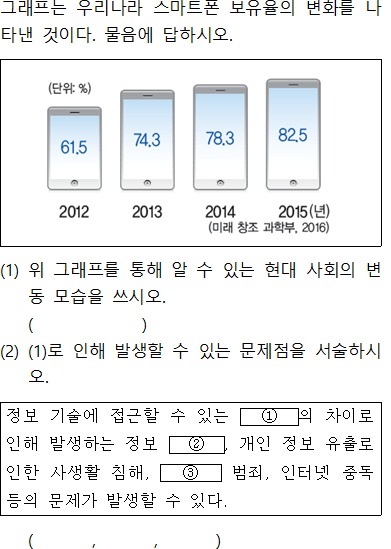 그래프는 우리나라 스마트폰 보유율의 변화를 나
타낸 것이다. 물음에 답하시오.
(단위: %)
61.5 74.3 78.3 82.5
2012 2013 2014 2015(년)
(미래 창조 과학부, 2016)
(1) 위 그래프를 통해 알 수 있는 현대 사회의 변
동 모습을 쓰시오.
( )
(2) (1)로 인해 발생할 수 있는 문제점을 서술하시
오.
정보 기술에 접근할 수 있는 ①의 차이로
인해 발생하는 정보 ②, 개인 정보 유출로
인한 사생활 침해, ③ 범죄, 인터넷 중독
등의 문제가 발생할 수 있다.
( , , )